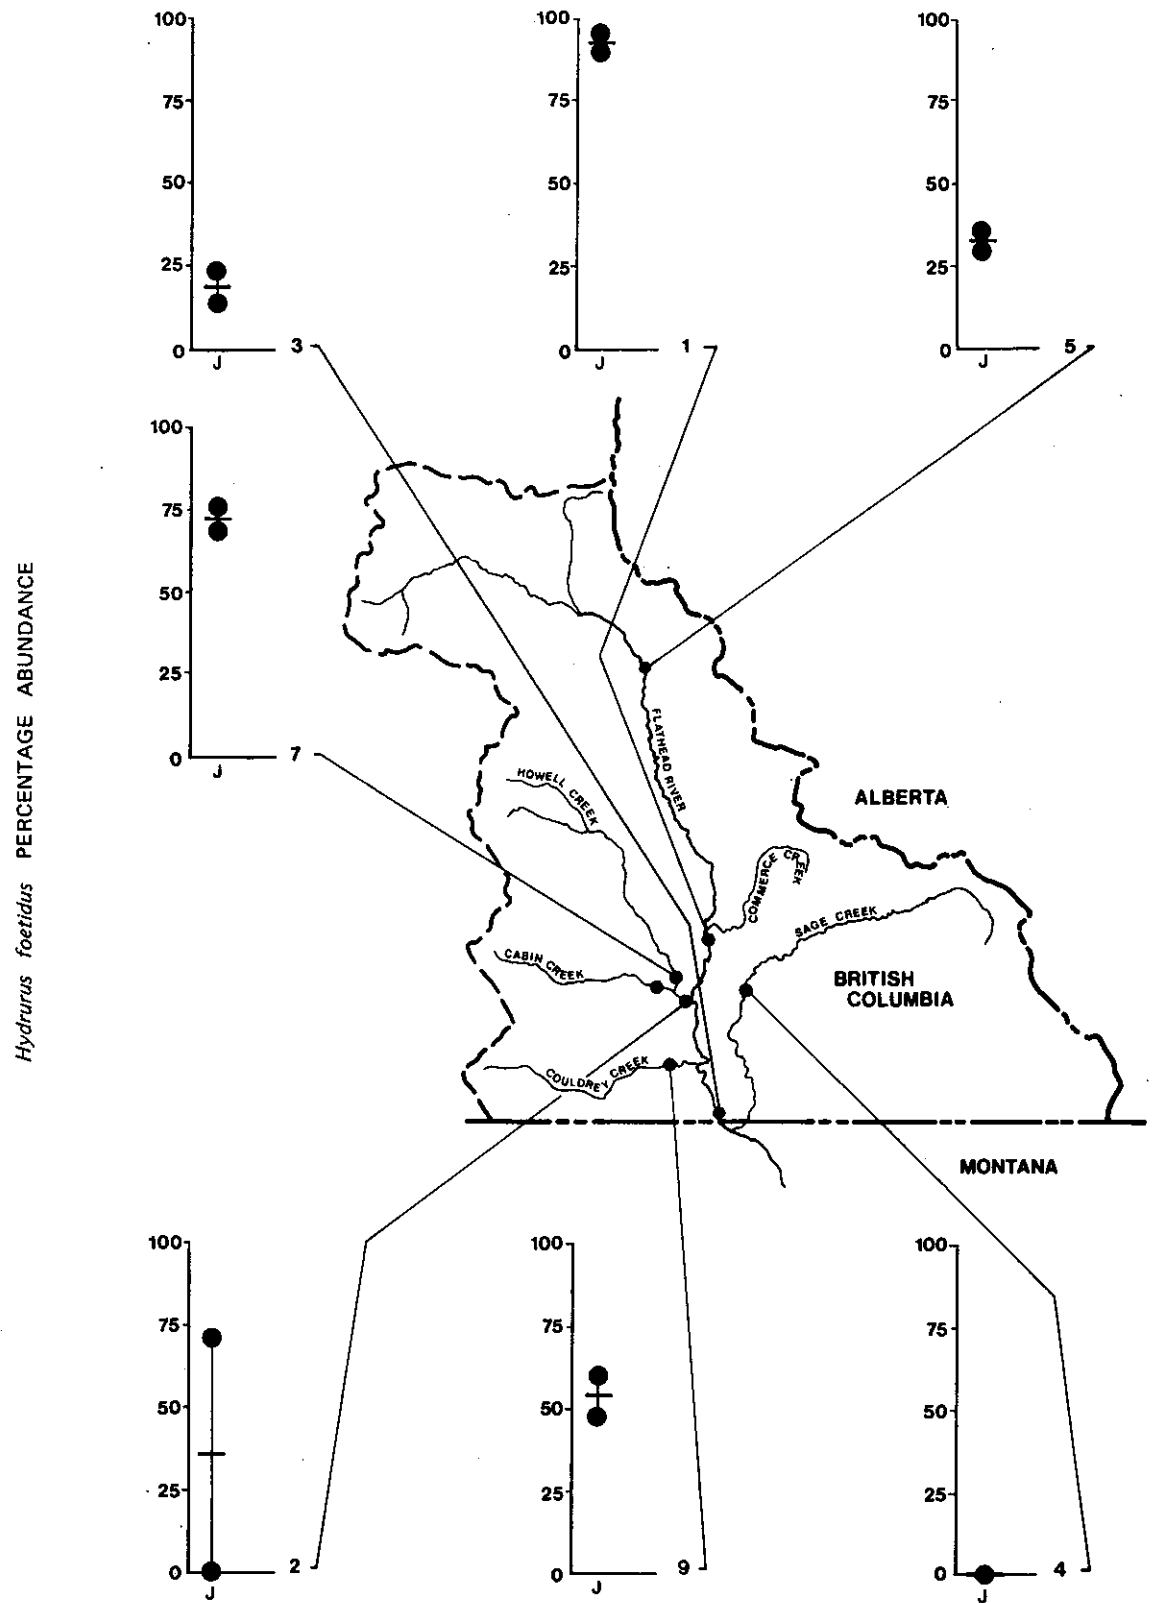 100
75
50
25
0
J
3
100
75
50
25
0
J
1
100
75
50
25
0
J
5
100
75
50
25
0
J
7
Hydrurus foetidus PERCENTAGE ABUNDANCE
FLATHEAD RIVER
HOWELL CREEK
ALBERTA
COMMERCE CREEK
SAGE CREEK
CABIN CREEK
BRITISH
COLUMBIA
COULDREY CREEK
MONTANA
100
75
50
25
0
J
2
100
75
50
25
0
J
9
100
75
50
25
0
J
4